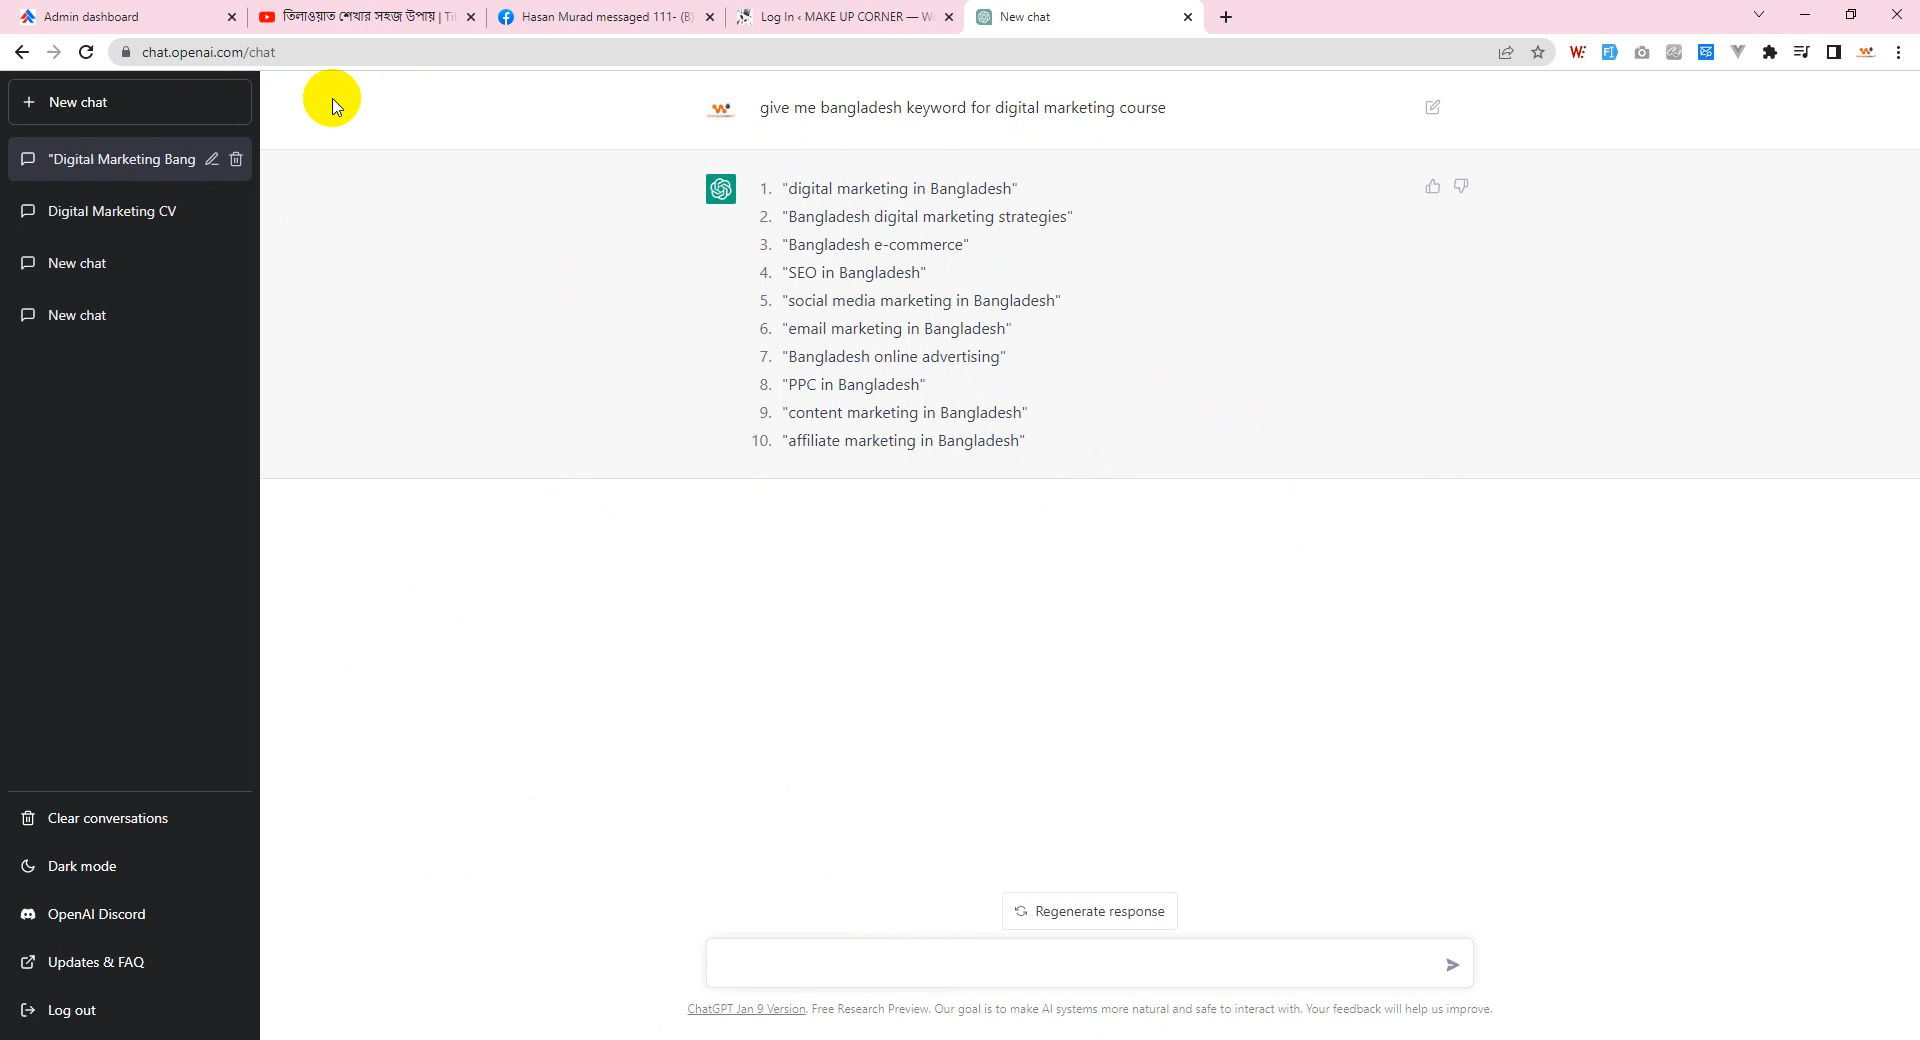 Admin dashboard
তিলাওয়াত শেখার সহজ উপায় | Til
Hasan Murad messaged 111- (B)
Log In ‹ MAKE UP CORNER — Wo
New chat
chat.openai.com/chat
New chat
"Digital Marketing Bang
Digital Marketing CV
New chat
New chat
give me bangladesh keyword for digital marketing course
1. "digital marketing in Bangladesh"
2. "Bangladesh digital marketing strategies"
3. "Bangladesh e-commerce"
4. "SEO in Bangladesh"
5. "social media marketing in Bangladesh"
6. "email marketing in Bangladesh"
7. "Bangladesh online advertising"
8. "PPC in Bangladesh"
9. "content marketing in Bangladesh"
10. "affiliate marketing in Bangladesh"
Clear conversations
Dark mode
OpenAI Discord
Updates & FAQ
Log out
Regenerate response
ChatGPT Jan 9 Version. Free Research Preview. Our goal is to make AI systems more natural and safe to interact with. Your feedback will help us improve.